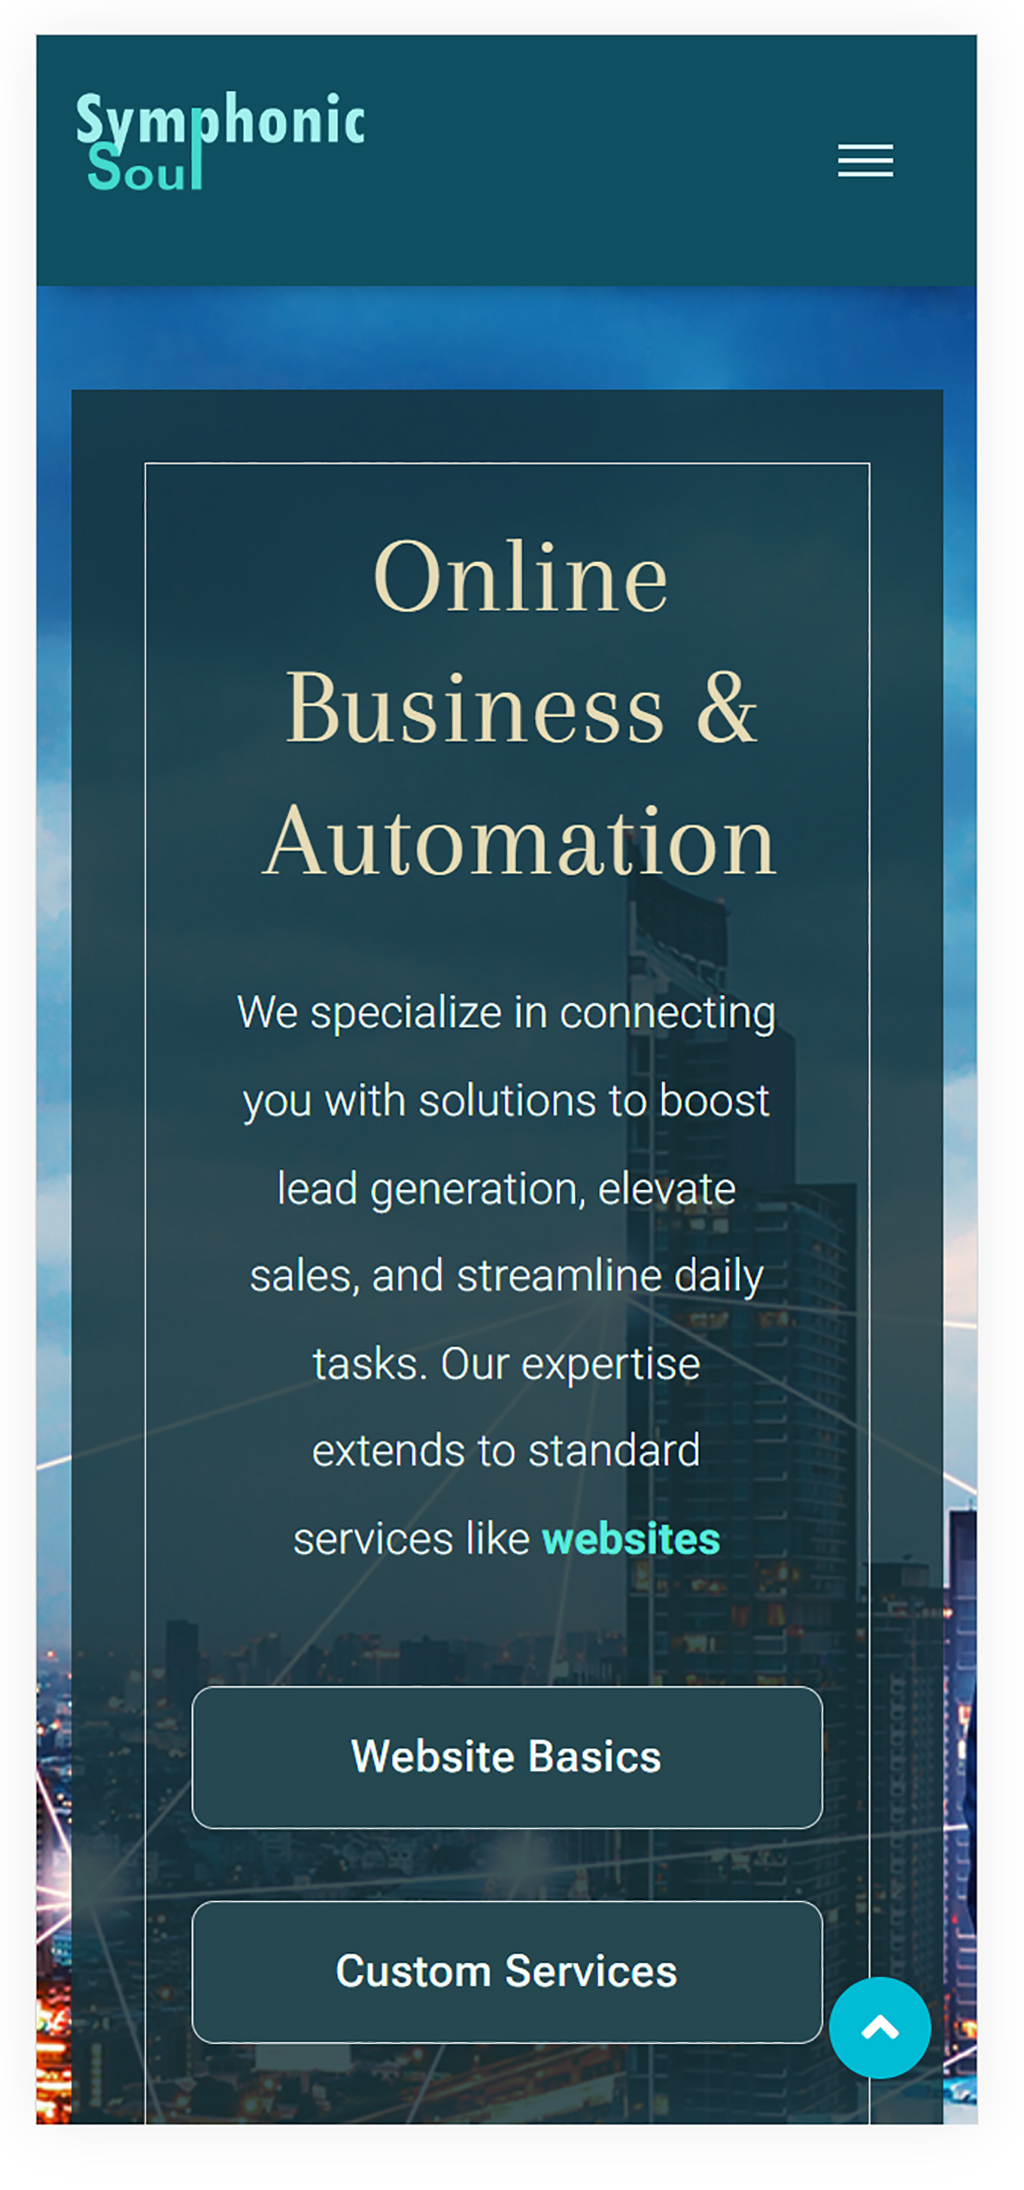 Symphonic
Soul
Online
Business &
Automation
We specialize in connecting
you with solutions to boost
lead generation, elevate
sales, and streamline daily
tasks. Our expertise
extends to standard
services like websites
Website Basics
Custom Services